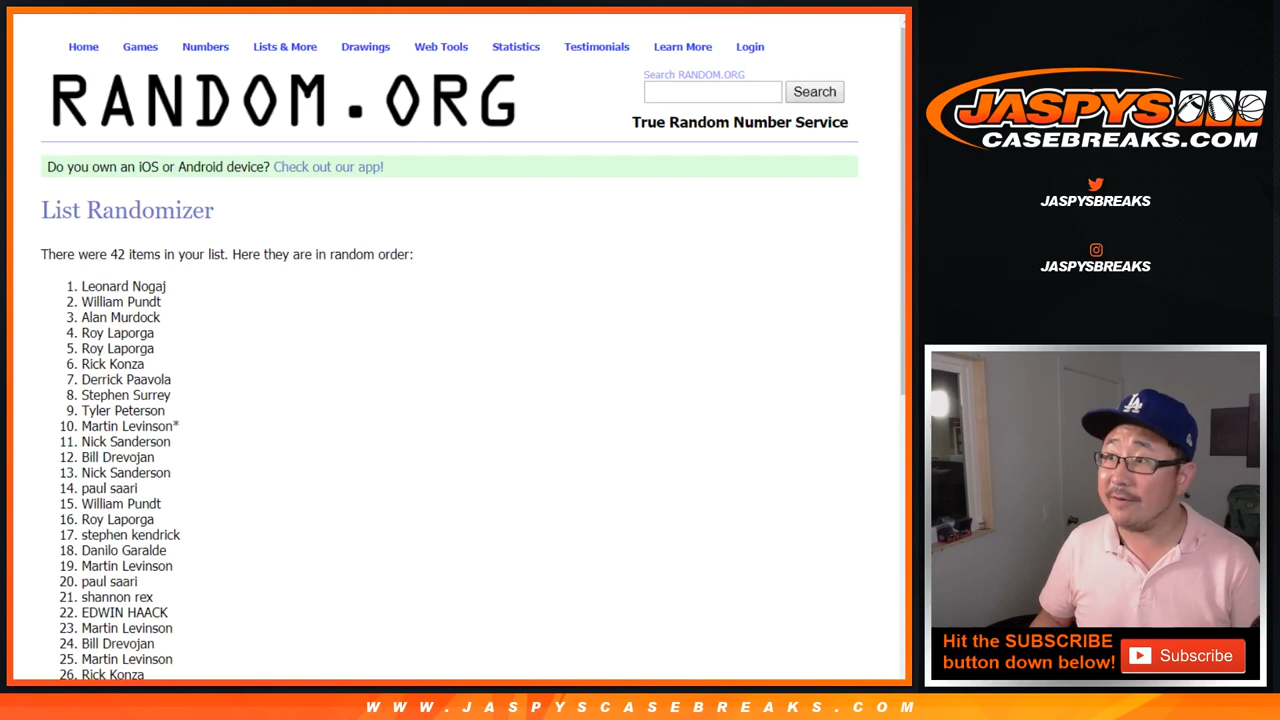 Home Games Numbers Lists & More Drawings Web Tools Statistics Testimonials Learn More Login
RANDOM.ORG
Search RANDOM.ORG
Search
True Random Number Service
Do you own an iOS or Android device? Check out our app!
List Randomizer
There were 42 items in your list. Here they are in random order:
1. Leonard Nogaj
2. William Pundt
3. Alan Murdock
4. Roy Laporga
5. Roy Laporga
6. Rick Konza
7. Derrick Paavola
8. Stephen Surrey
9. Tyler Peterson
10. Martin Levinson*
11. Nick Sanderson
12. Bill Drevojan
13. Nick Sanderson
14. paul saari
15. William Pundt
16. Roy Laporga
17. stephen kendrick
18. Danilo Garalde
19. Martin Levinson
20. paul saari
21. shannon rex
22. EDWIN HAACK
23. Martin Levinson
24. Bill Drevojan
25. Martin Levinson
26. Rick Konza
JASPYS
CASEBREAKS.COM
JASPYSBREAKS
JASPYSBREAKS
LA
Hit the SUBSCRIBE
button down below!
Subscribe
WWW.JASPYSCASEBREAKS.COM